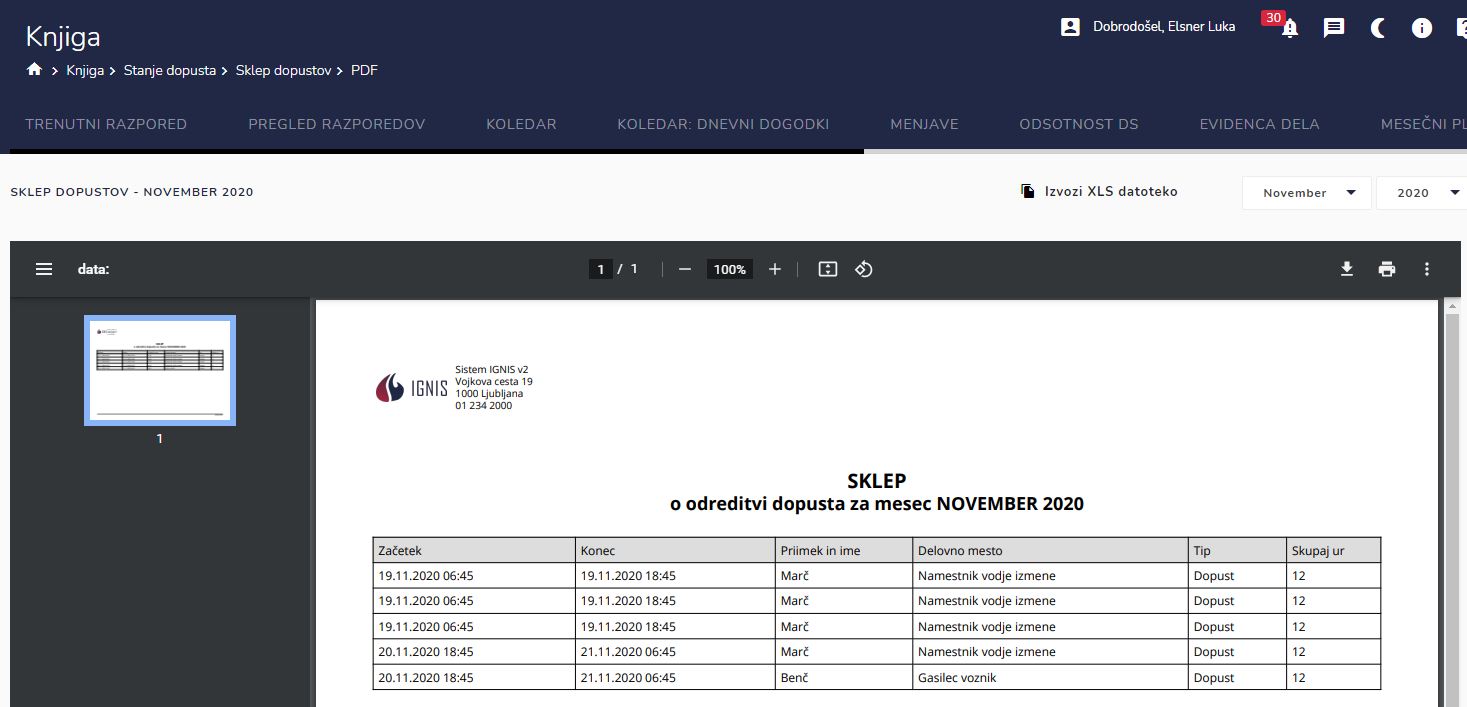 Knjiga
Dobrodošel, Elsner Luka
30
Knjiga > Stanje dopusta > Sklep dopustov > PDF
TRENUTNI RAZPORED PREGLED RAZPOREDOV KOLEDAR KOLEDAR: DNEVNI DOGODKI MENJAVE ODSOTNOST DS EVIDENCA DELA MESEČNI PL
SKLEP DOPUSTOV - NOVEMBER 2020
Izvozi XLS datoteko
November
2020
data:
1 / 1
100%
1
IGNIS
Sistem IGNIS v2
Vojkova cesta 19
1000 Ljubljana
01 234 2000
SKLEP
o odreditvi dopusta za mesec NOVEMBER 2020
Začetek Konec Priimek in ime Delovno mesto Tip Skupaj ur
19.11.2020 06:45 19.11.2020 18:45 Marč Namestnik vodje izmene Dopust 12
19.11.2020 06:45 19.11.2020 18:45 Marč Namestnik vodje izmene Dopust 12
19.11.2020 06:45 19.11.2020 18:45 Marč Namestnik vodje izmene Dopust 12
20.11.2020 18:45 21.11.2020 06:45 Marč Namestnik vodje izmene Dopust 12
20.11.2020 18:45 21.11.2020 06:45 Benč Gasilec voznik Dopust 12